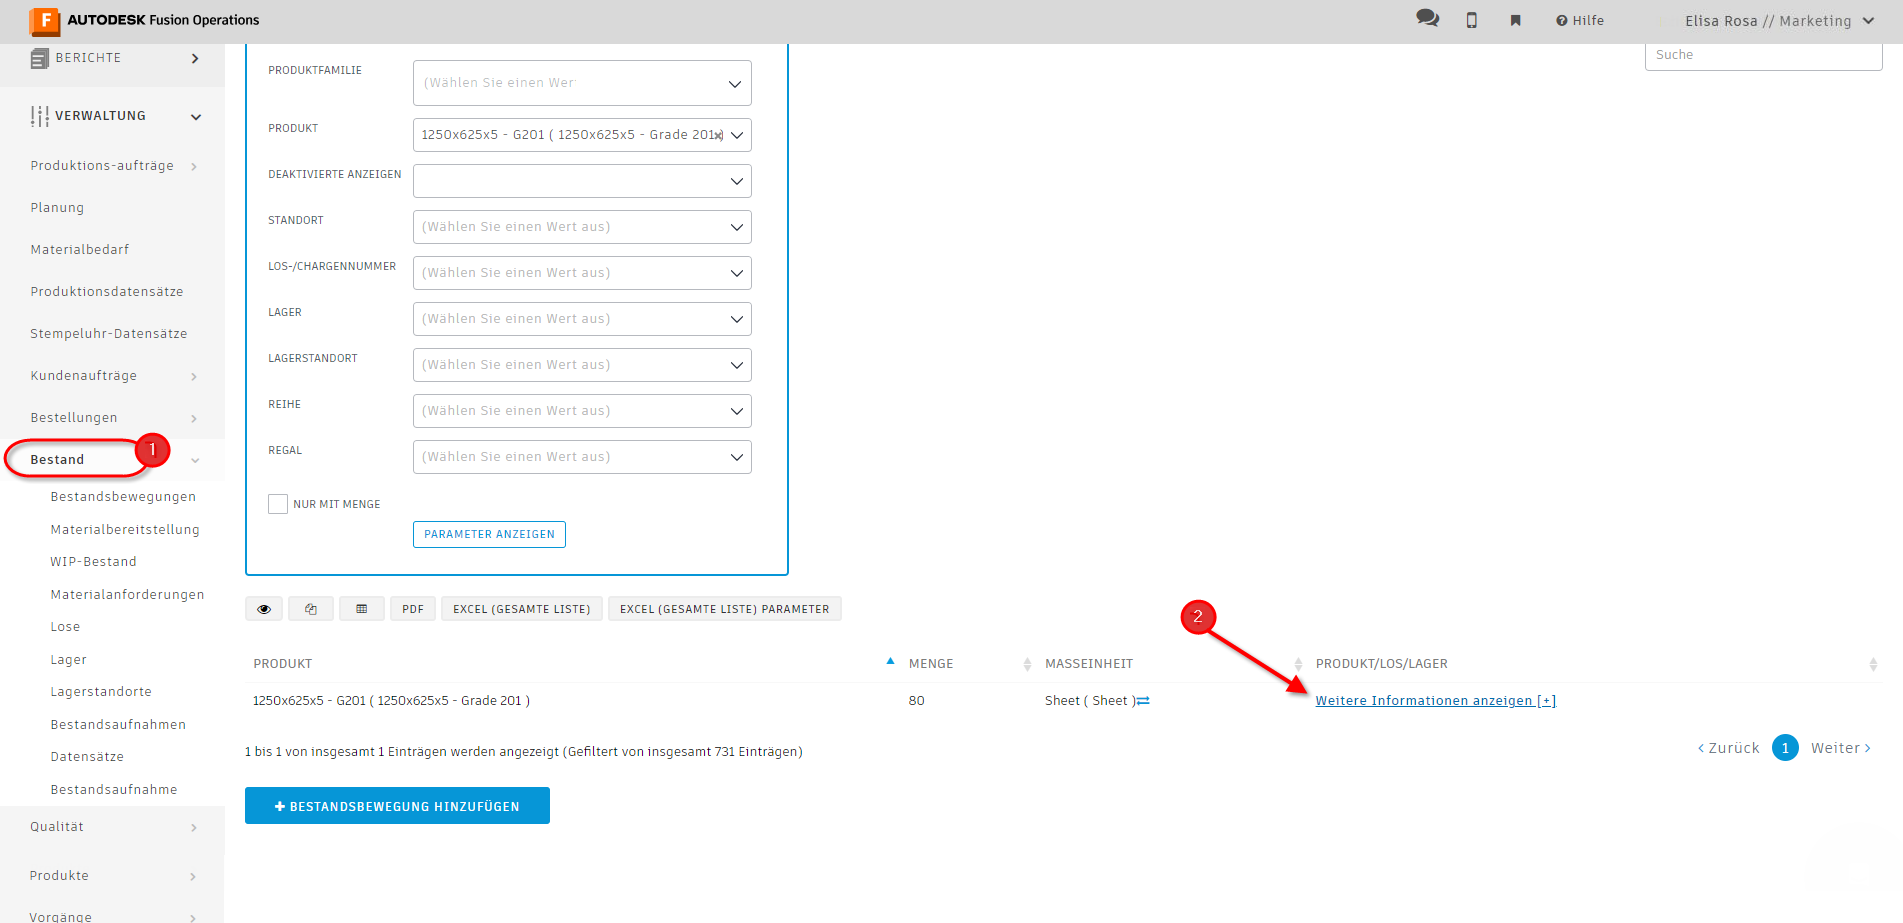 F AUTODESK Fusion Operations
Hilfe
Elisa Rosa // Marketing
BERICHTE
VERWALTUNG
Produktions-aufträge
Planung
Materialbedarf
Produktionsdatensätze
Stempeluhr-Datensätze
Kundenaufträge
Bestellungen
Bestand
1
Bestandsbewegungen
Materialbereitstellung
WIP-Bestand
Materialanforderungen
Lose
Lager
Lagerstandorte
Bestandsaufnahmen
Datensätze
Bestandsaufnahme
Qualität
Produkte
Vorgänge
Suche
PRODUKTFAMILIE (Wählen Sie einen Wer
PRODUKT 1250x625x5 - G201 ( 1250x625x5 - Grade 201 )
DEAKTIVIERTE ANZEIGEN
STANDORT (Wählen Sie einen Wert aus)
LOS-/CHARGENNUMMER (Wählen Sie einen Wert aus)
LAGER (Wählen Sie einen Wert aus)
LAGERSTANDORT (Wählen Sie einen Wert aus)
REIHE (Wählen Sie einen Wert aus)
REGAL (Wählen Sie einen Wert aus)
NUR MIT MENGE
PARAMETER ANZEIGEN
PDF EXCEL (GESAMTE LISTE) EXCEL (GESAMTE LISTE) PARAMETER
2
PRODUKT MENGE MASSEINHEIT PRODUKT/LOS/LAGER
1250x625x5 - G201 ( 1250x625x5 - Grade 201 ) 80 Sheet ( Sheet ) Weitere Informationen anzeigen [+]
1 bis 1 von insgesamt 1 Einträgen werden angezeigt (Gefiltert von insgesamt 731 Einträgen)
‹ Zurück 1 Weiter ›
+ BESTANDSBEWEGUNG HINZUFÜGEN